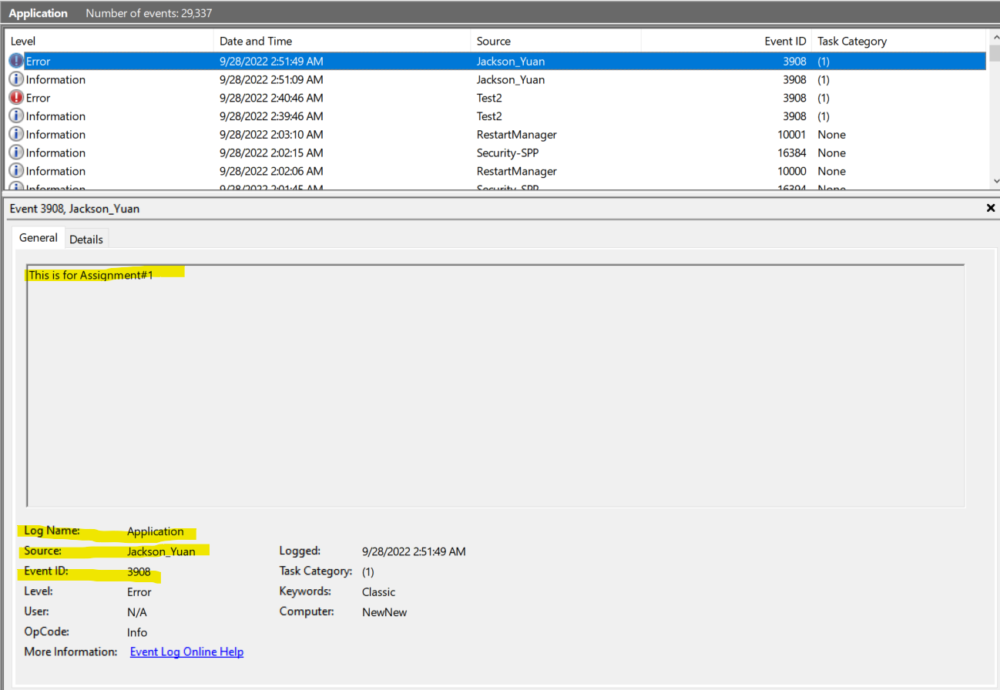 Application Number of events: 29,337
Level Date and Time Source Event ID Task Category
Error 9/28/2022 2:51:49 AM Jackson_Yuan 3908 (1)
Information 9/28/2022 2:51:09 AM Jackson_Yuan 3908 (1)
Error 9/28/2022 2:40:46 AM Test2 3908 (1)
Information 9/28/2022 2:39:46 AM Test2 3908 (1)
Information 9/28/2022 2:03:10 AM RestartManager 10001 None
Information 9/28/2022 2:02:15 AM Security-SPP 16384 None
Information 9/28/2022 2:02:06 AM RestartManager 10000 None
Information 9/28/2022 2:01:45 AM Security-SPP 16394 None
Event 3908, Jackson_Yuan
General Details
This is for Assignment#1
Log Name: Application
Source: Jackson_Yuan Logged: 9/28/2022 2:51:49 AM
Event ID: 3908 Task Category: (1)
Level: Error Keywords: Classic
User: N/A Computer: NewNew
OpCode: Info
More Information: Event Log Online Help